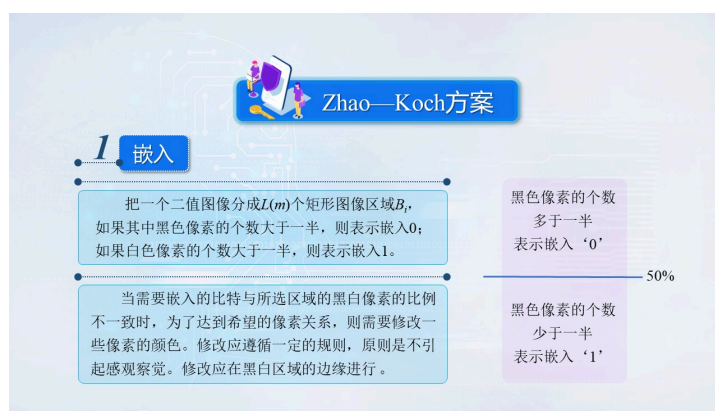 Zhao—Koch方案
1 嵌入
把一个二值图像分成L(m)个矩形图像区域Bᵢ,
如果其中黑色像素的个数大于一半，则表示嵌入0；
如果白色像素的个数大于一半，则表示嵌入1。
当需要嵌入的比特与所选区域的黑白像素的比例
不一致时，为了达到希望的像素关系，则需要修改一
些像素的颜色。修改应遵循一定的规则，原则是不引
起感观察觉。修改应在黑白区域的边缘进行 。
黑色像素的个数
多于一半
表示嵌入‘0’
50%
黑色像素的个数
少于一半
表示嵌入‘1’